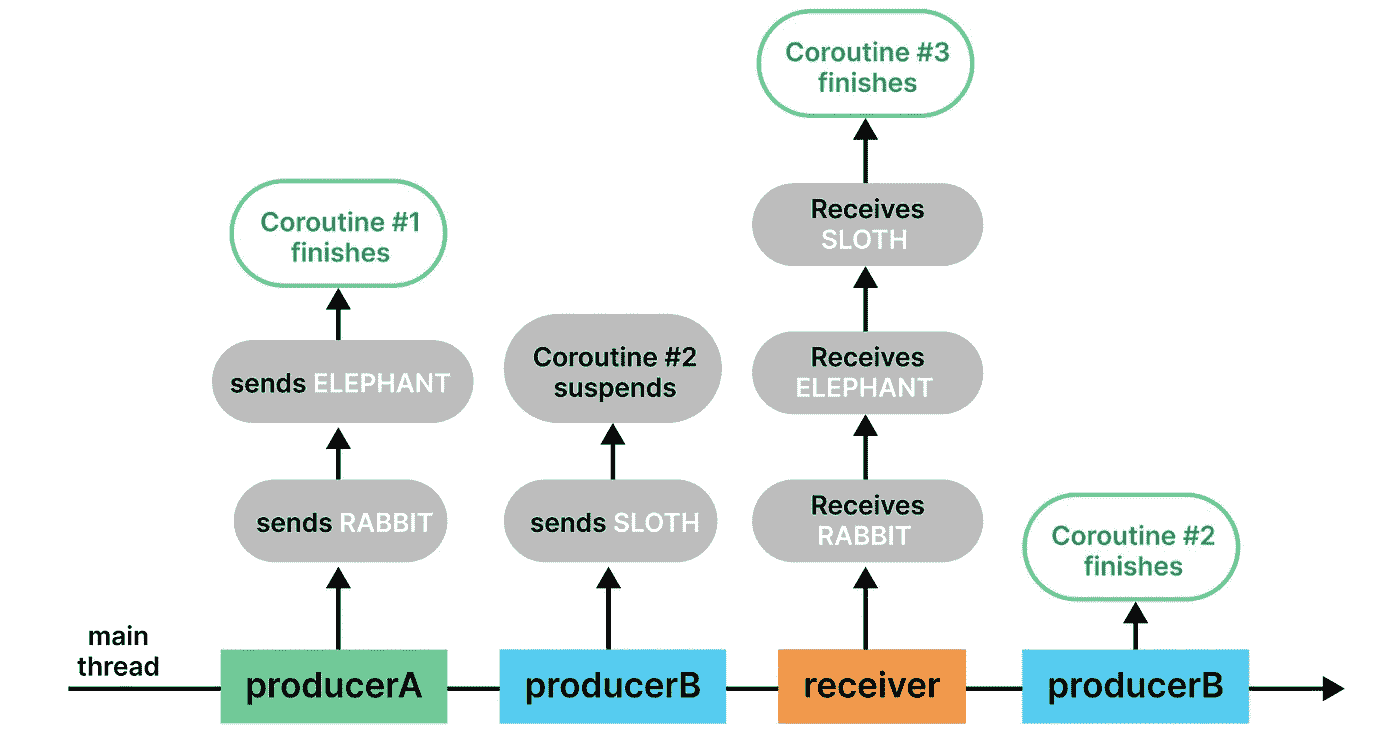 Coroutine #3
finishes
Receives
SLOTH
Coroutine #1
finishes
Coroutine #2
suspends
Receives
ELEPHANT
sends ELEPHANT
sends RABBIT
sends SLOTH
Receives
RABBIT
Coroutine #2
finishes
main
thread
producerA
producerB
receiver
producerB